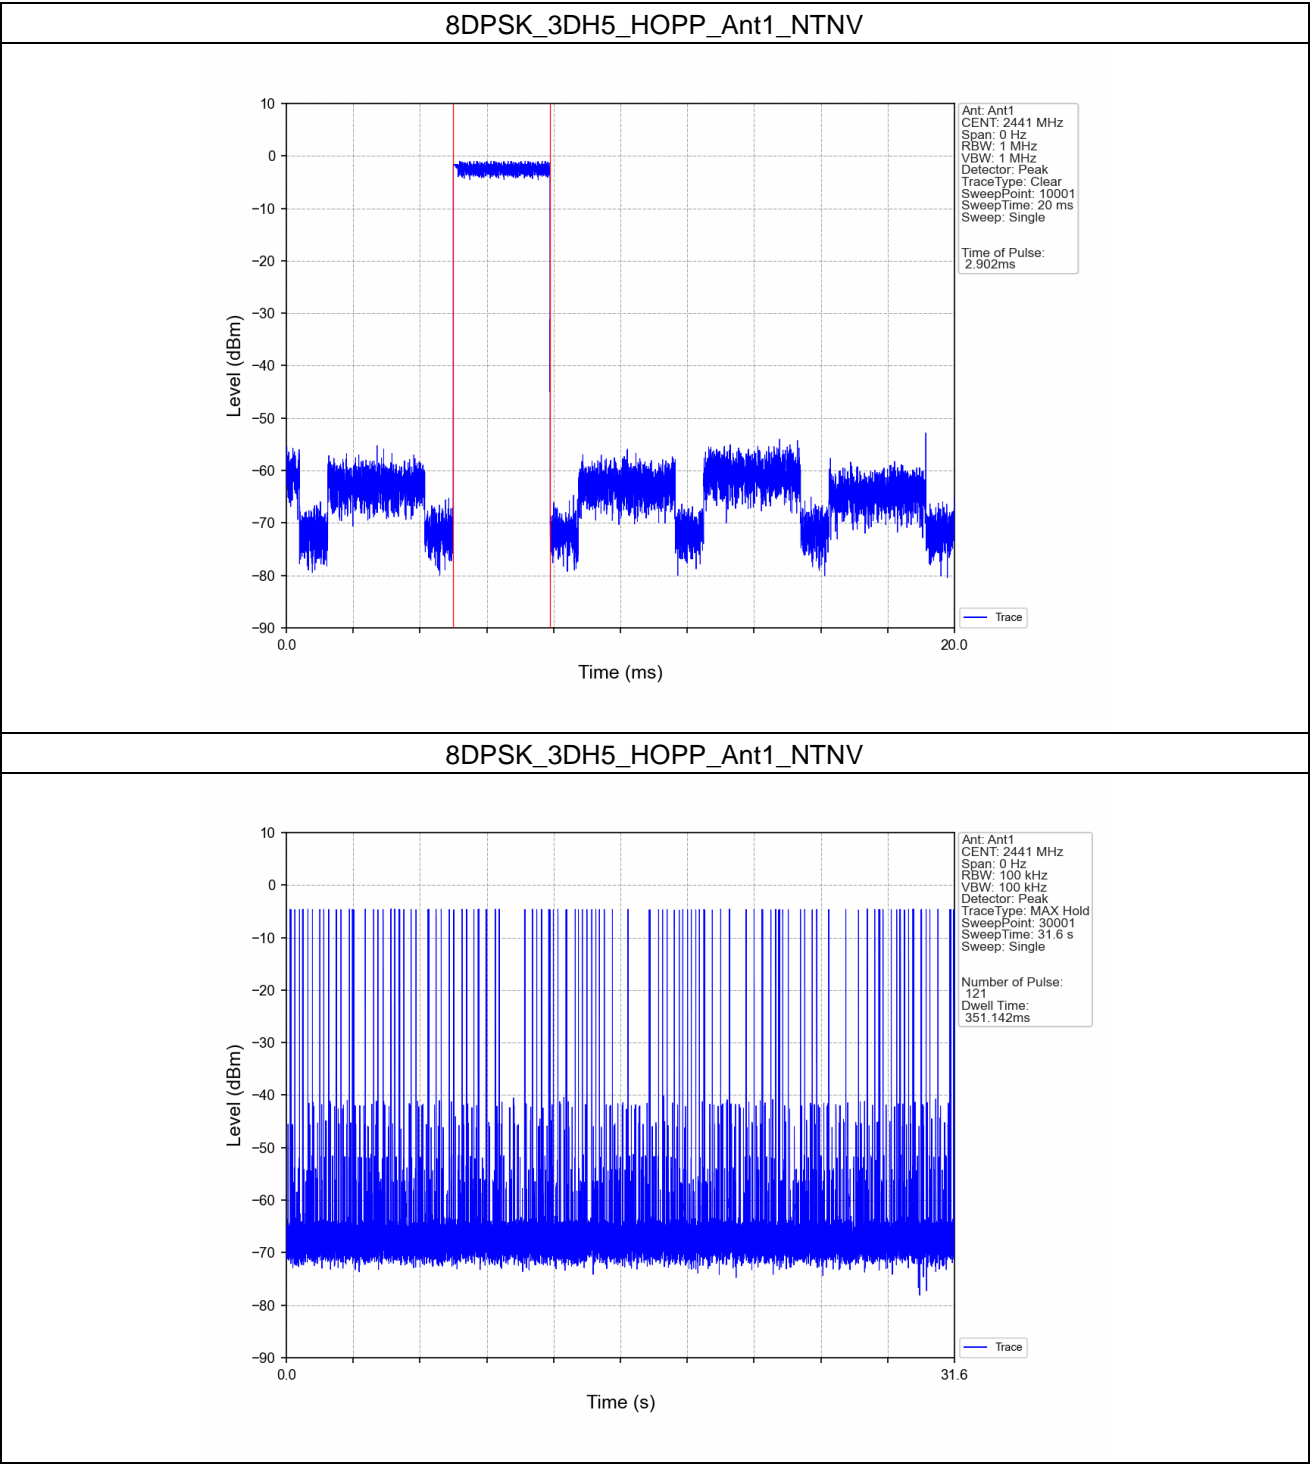 8DPSK_3DH5_HOPP_Ant1_NTNV
Ant: Ant1
CENT: 2441 MHz
Span: 0 Hz
RBW: 1 MHz
VBW: 1 MHz
Detector: Peak
TraceType: Clear
SweepPoint: 10001
SweepTime: 20 ms
Sweep: Single
Time of Pulse:
2.902ms
10
0
−10
−20
−30
−40
−50
−60
−70
−80
−90
Level (dBm)
Trace
0.0
20.0
Time (ms)
8DPSK_3DH5_HOPP_Ant1_NTNV
Ant: Ant1
CENT: 2441 MHz
Span: 0 Hz
RBW: 100 kHz
VBW: 100 kHz
Detector: Peak
TraceType: MAX Hold
SweepPoint: 30001
SweepTime: 31.6 s
Sweep: Single
Number of Pulse:
121
Dwell Time:
351.142ms
10
0
−10
−20
−30
−40
−50
−60
−70
−80
−90
Level (dBm)
Trace
0.0
31.6
Time (s)